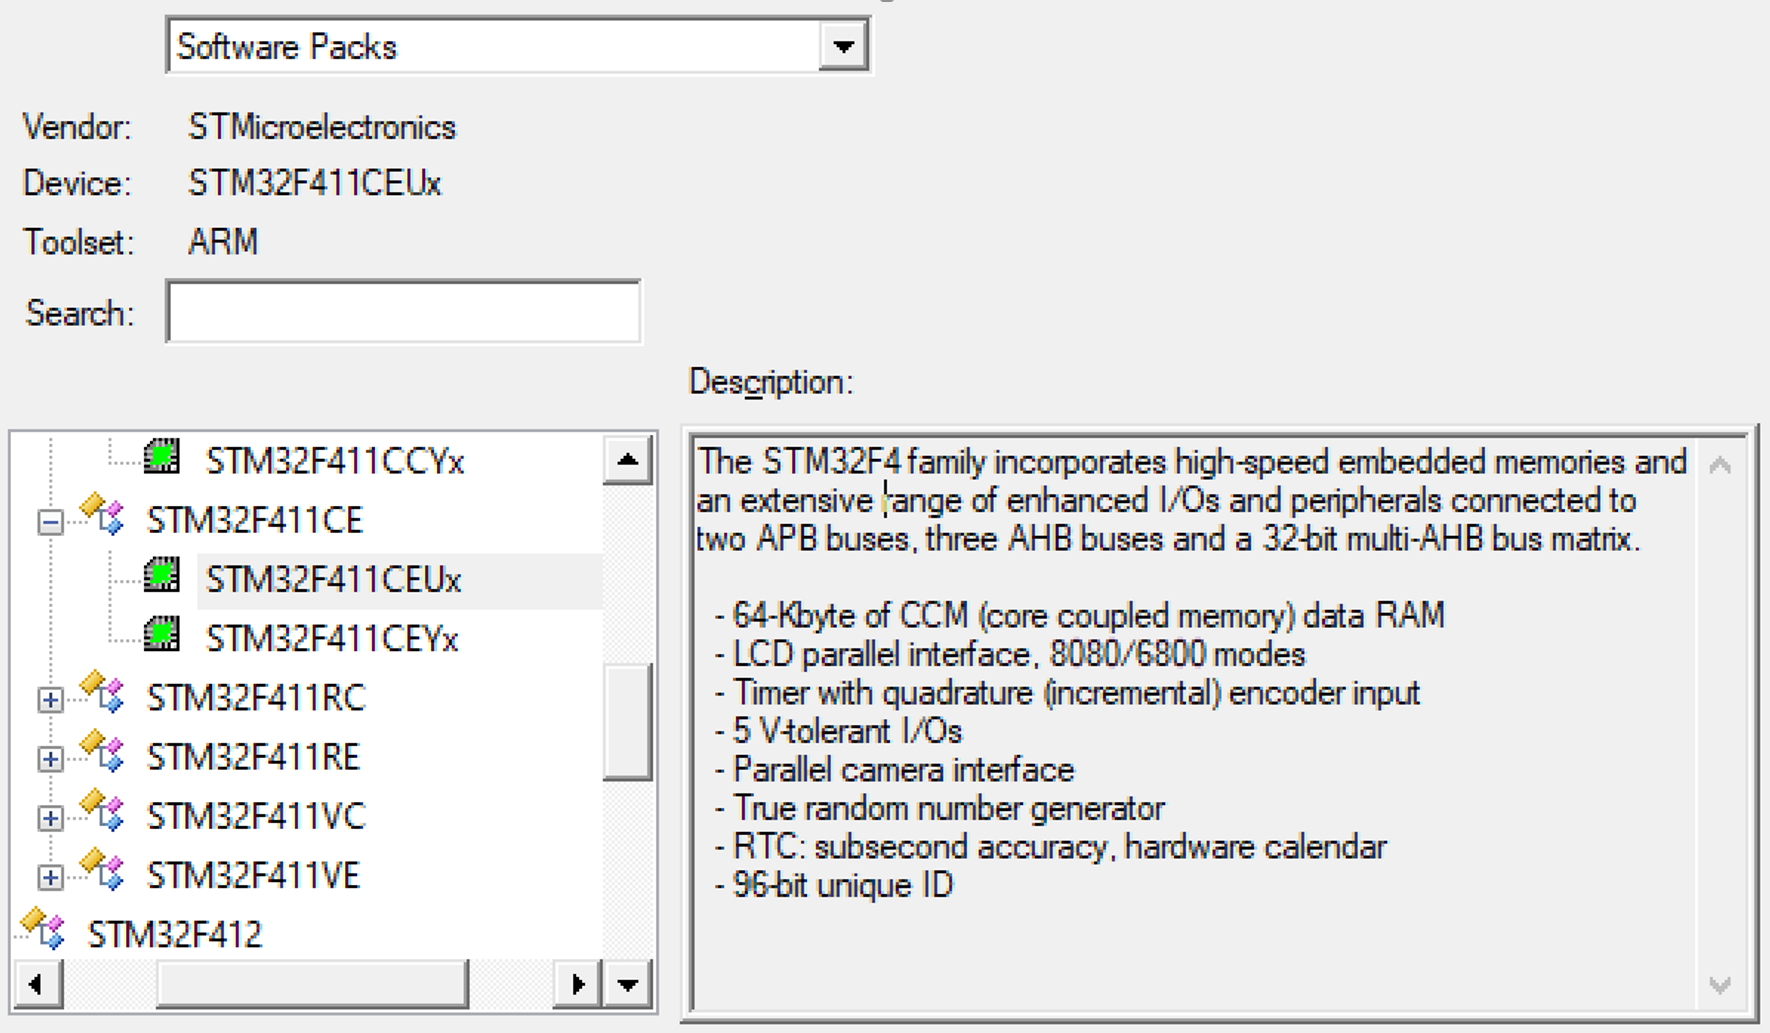 Software Packs
Vendor: STMicroelectronics
Device: STM32F411CEUx
Toolset: ARM
Search:
Description:
STM32F411CCYx
STM32F411CE
STM32F411CEUx
STM32F411CEYx
STM32F411RC
STM32F411RE
STM32F411VC
STM32F411VE
STM32F412
The STM32F4 family incorporates high-speed embedded memories and
an extensive range of enhanced I/Os and peripherals connected to
two APB buses, three AHB buses and a 32-bit multi-AHB bus matrix.
- 64-Kbyte of CCM (core coupled memory) data RAM
- LCD parallel interface, 8080/6800 modes
- Timer with quadrature (incremental) encoder input
- 5 V-tolerant I/Os
- Parallel camera interface
- True random number generator
- RTC: subsecond accuracy, hardware calendar
- 96-bit unique ID